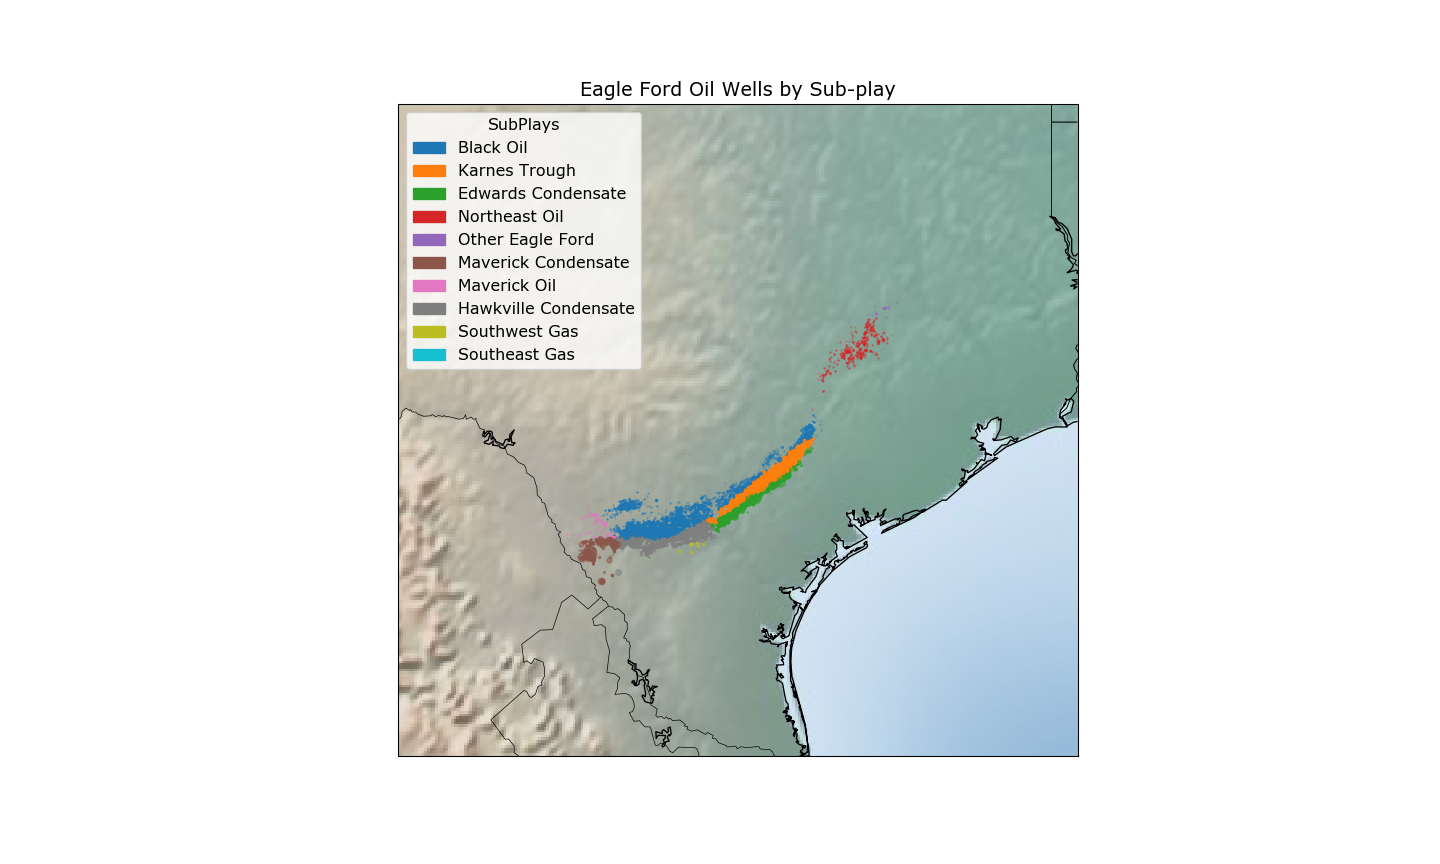 Eagle Ford Oil Wells by Sub-play
SubPlays
Black Oil
Karnes Trough
Edwards Condensate
Northeast Oil
Other Eagle Ford
Maverick Condensate
Maverick Oil
Hawkville Condensate
Southwest Gas
Southeast Gas